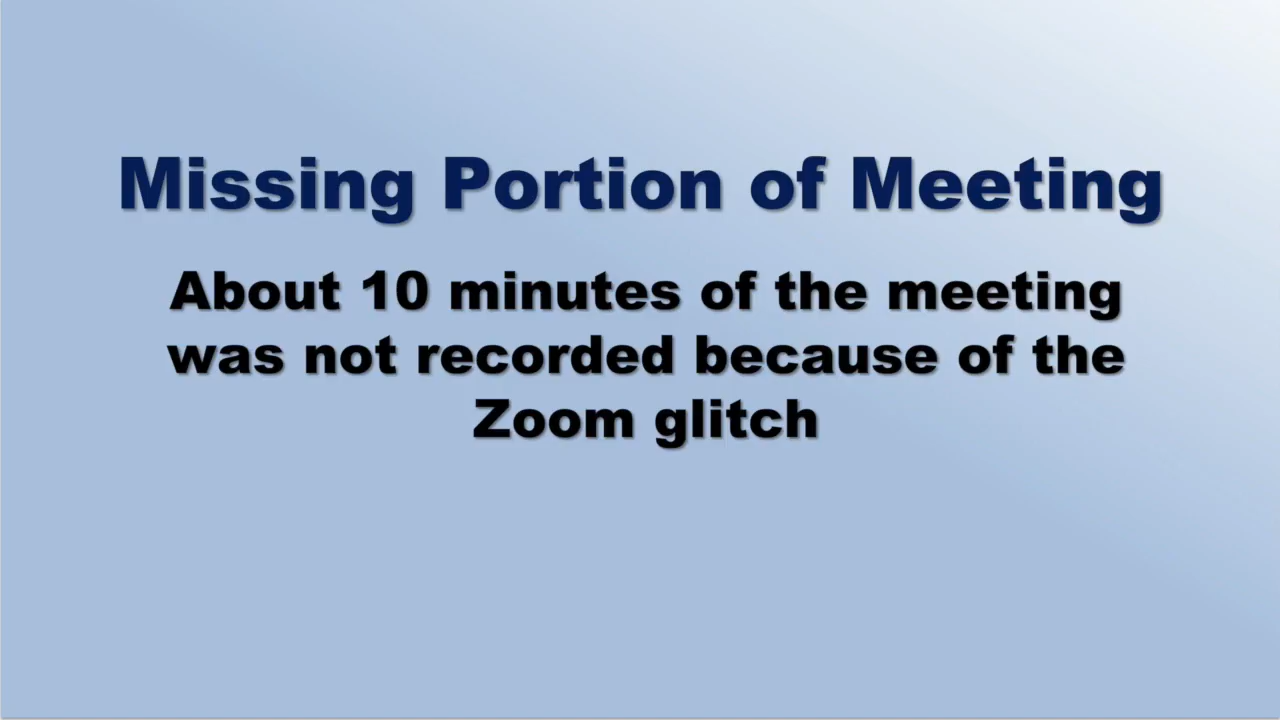 Missing Portion of Meeting
About 10 minutes of the meeting
was not recorded because of the
Zoom glitch